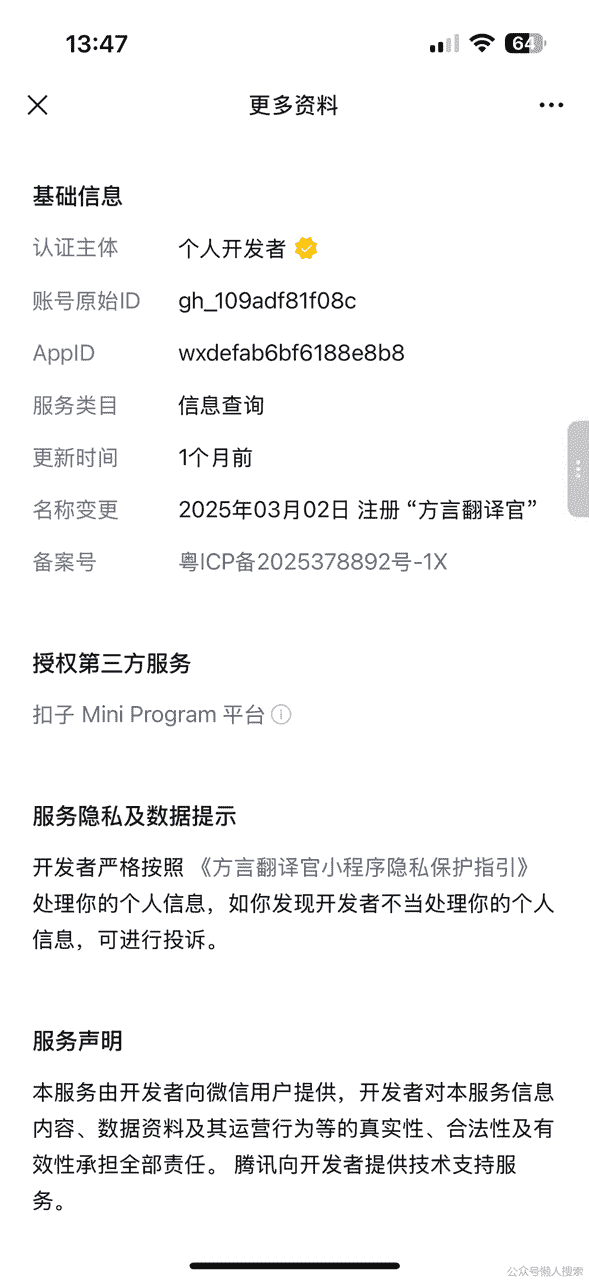 13:47
64
更多资料
基础信息
认证主体 个人开发者
账号原始ID gh_109adf81f08c
AppID wxdefab6bf6188e8b8
服务类目 信息查询
更新时间 1个月前
名称变更 2025年03月02日 注册 “方言翻译官”
备案号 粤ICP备2025378892号-1X
授权第三方服务
扣子 Mini Program 平台
服务隐私及数据提示
开发者严格按照 《方言翻译官小程序隐私保护指引》
处理你的个人信息，如你发现开发者不当处理你的个人
信息，可进行投诉。
服务声明
本服务由开发者向微信用户提供，开发者对本服务信息
内容、数据资料及其运营行为等的真实性、合法性及有
效性承担全部责任。 腾讯向开发者提供技术支持服
务。
公众号懒人搜索